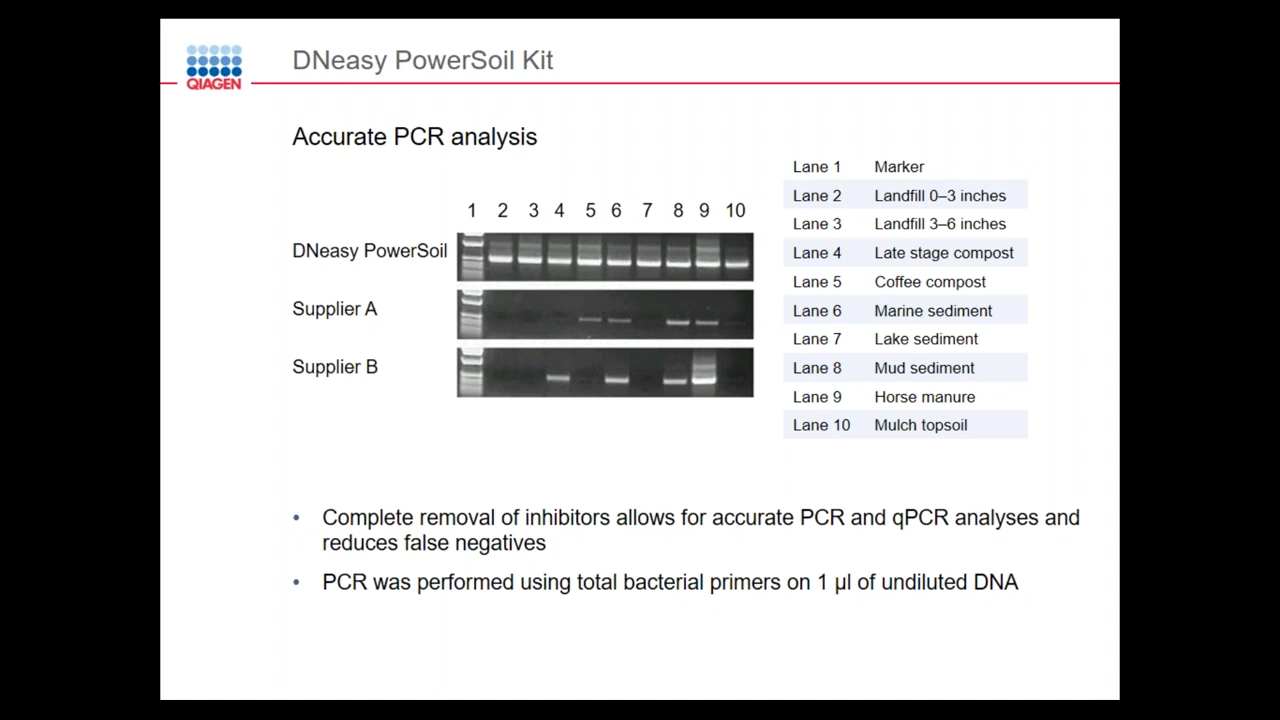 QIAGEN
DNeasy PowerSoil Kit
Accurate PCR analysis
1 2 3 4 5 6 7 8 9 10
DNeasy PowerSoil
Supplier A
Supplier B
Lane 1 Marker
Lane 2 Landfill 0–3 inches
Lane 3 Landfill 3–6 inches
Lane 4 Late stage compost
Lane 5 Coffee compost
Lane 6 Marine sediment
Lane 7 Lake sediment
Lane 8 Mud sediment
Lane 9 Horse manure
Lane 10 Mulch topsoil
• Complete removal of inhibitors allows for accurate PCR and qPCR analyses and
reduces false negatives
• PCR was performed using total bacterial primers on 1 µl of undiluted DNA